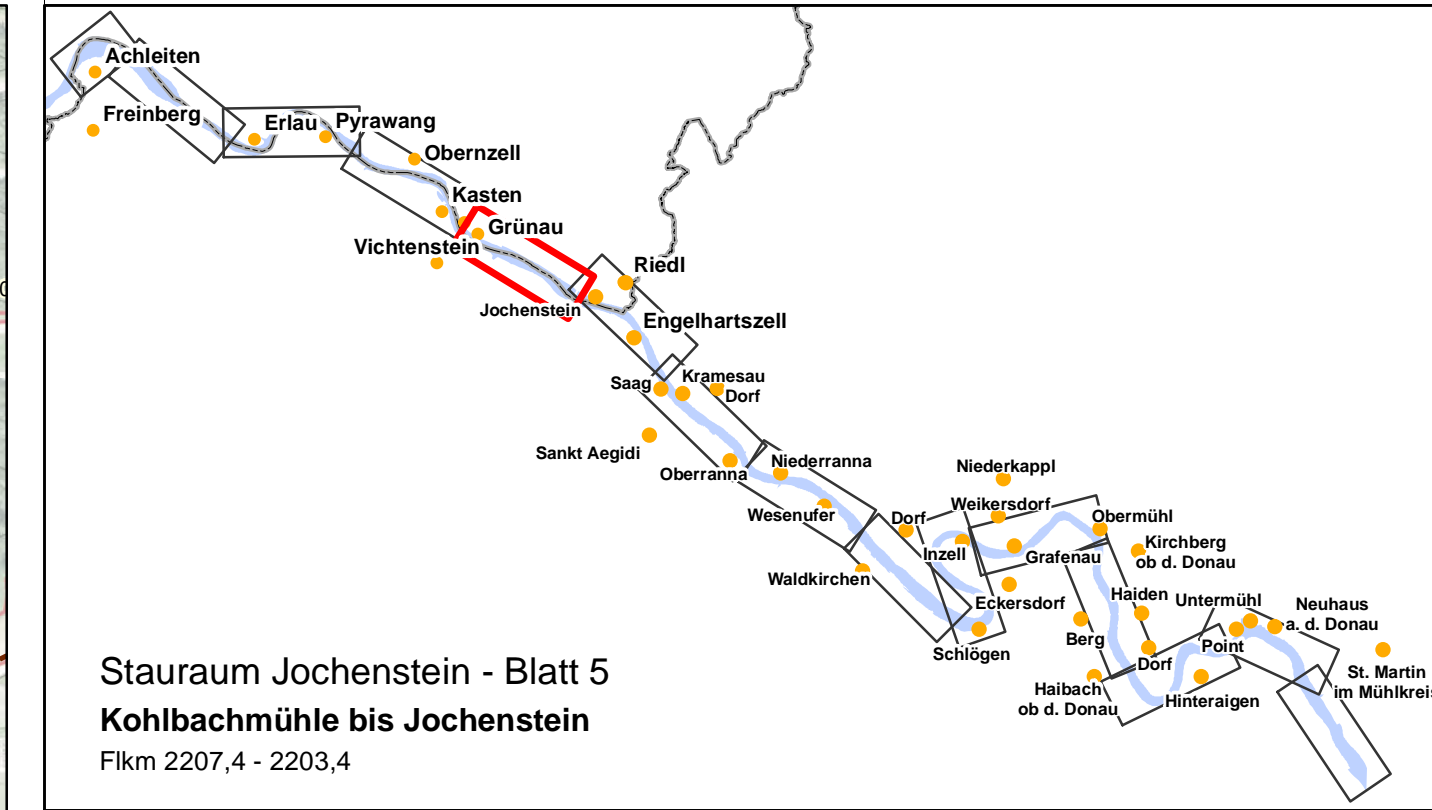 Achleiten
Freinberg
Erlau
Pyrawang
Obernzell
Kasten
Grünau
Vichtenstein
Riedl
Jochenstein
Engelhartszell
Saag
Kramesau
Dorf
Sankt Aegidi
Oberranna
Niederranna
Wesenufer
Niederkappl
Weikersdorf
Dorf
Obermühl
Inzell
Grafenau
Kirchberg
ob d. Donau
Waldkirchen
Eckersdorf
Haiden
Untermühl
Neuhaus
a. d. Donau
Berg
Point
Schlögen
Dorf
St. Martin
im Mühlkreis
Haibach
ob d. Donau
Hinteraigen
Stauraum Jochenstein - Blatt 5
Kohlbachmühle bis Jochenstein
Flkm 2207,4 - 2203,4